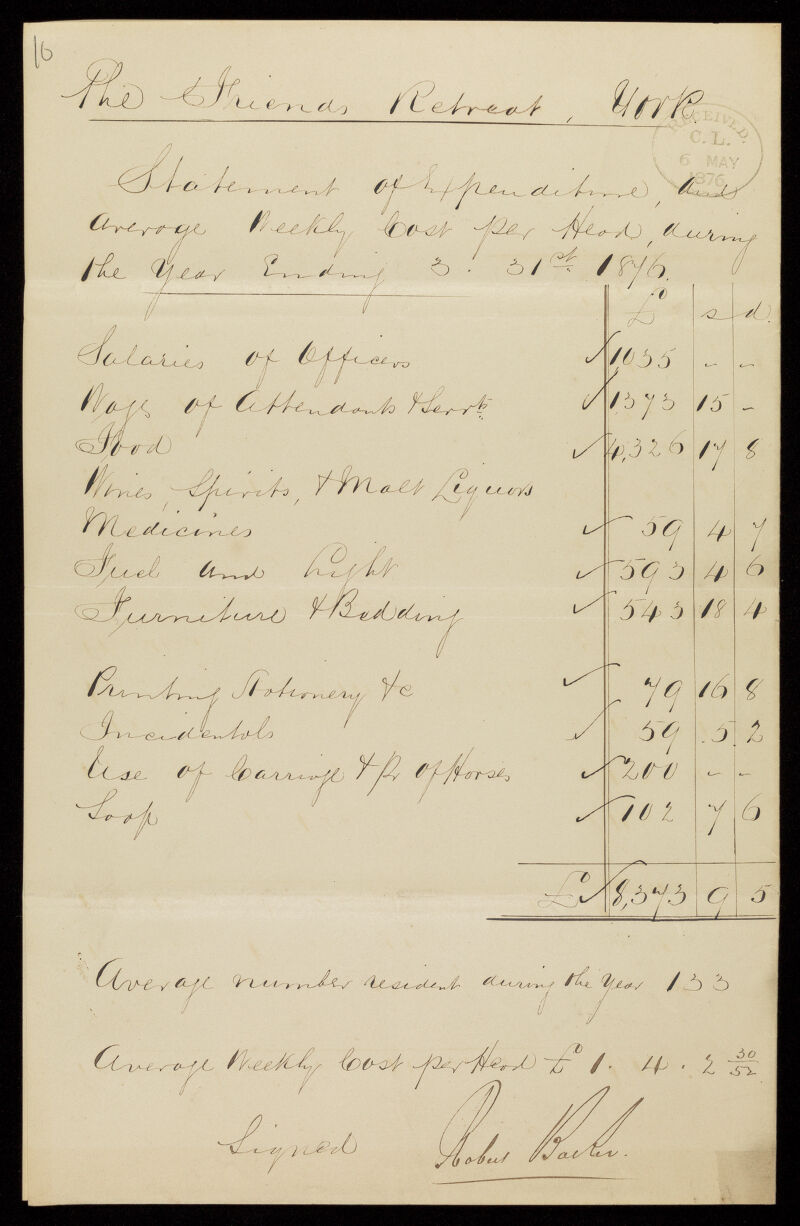 10
The Friends Retreat, York.
RECEIVED.
C.L.
6 MAY
1876
Statement of Expenditure, and
Average Weekly Cost per Head, during
the Year Ending 3. 31st 1876.
£ s d.
Salaries of Officers ✓ 1035 - -
Wages of Attendants & Servts ✓ 1,373 15 -
Food ✓ 4,326 17 8
Wines, Spirits, & Malt Liquors
Medicines ✓ 59 4 7
Fuel and Light ✓ 593 4 6
Furniture & Bedding ✓ 543 18 4
Printing Stationery &c ✓ 79 16 8
Incidentals ✓ 59 5 2
Use of Carriage & Pr of Horses ✓ 200 - -
Soap ✓ 102 7 6
£ ✓ 8,373 9 5
Average number resident during the Year 133
Average Weekly Cost per Head £ 1. 4. 2 30/52
Signed Robert Baker.